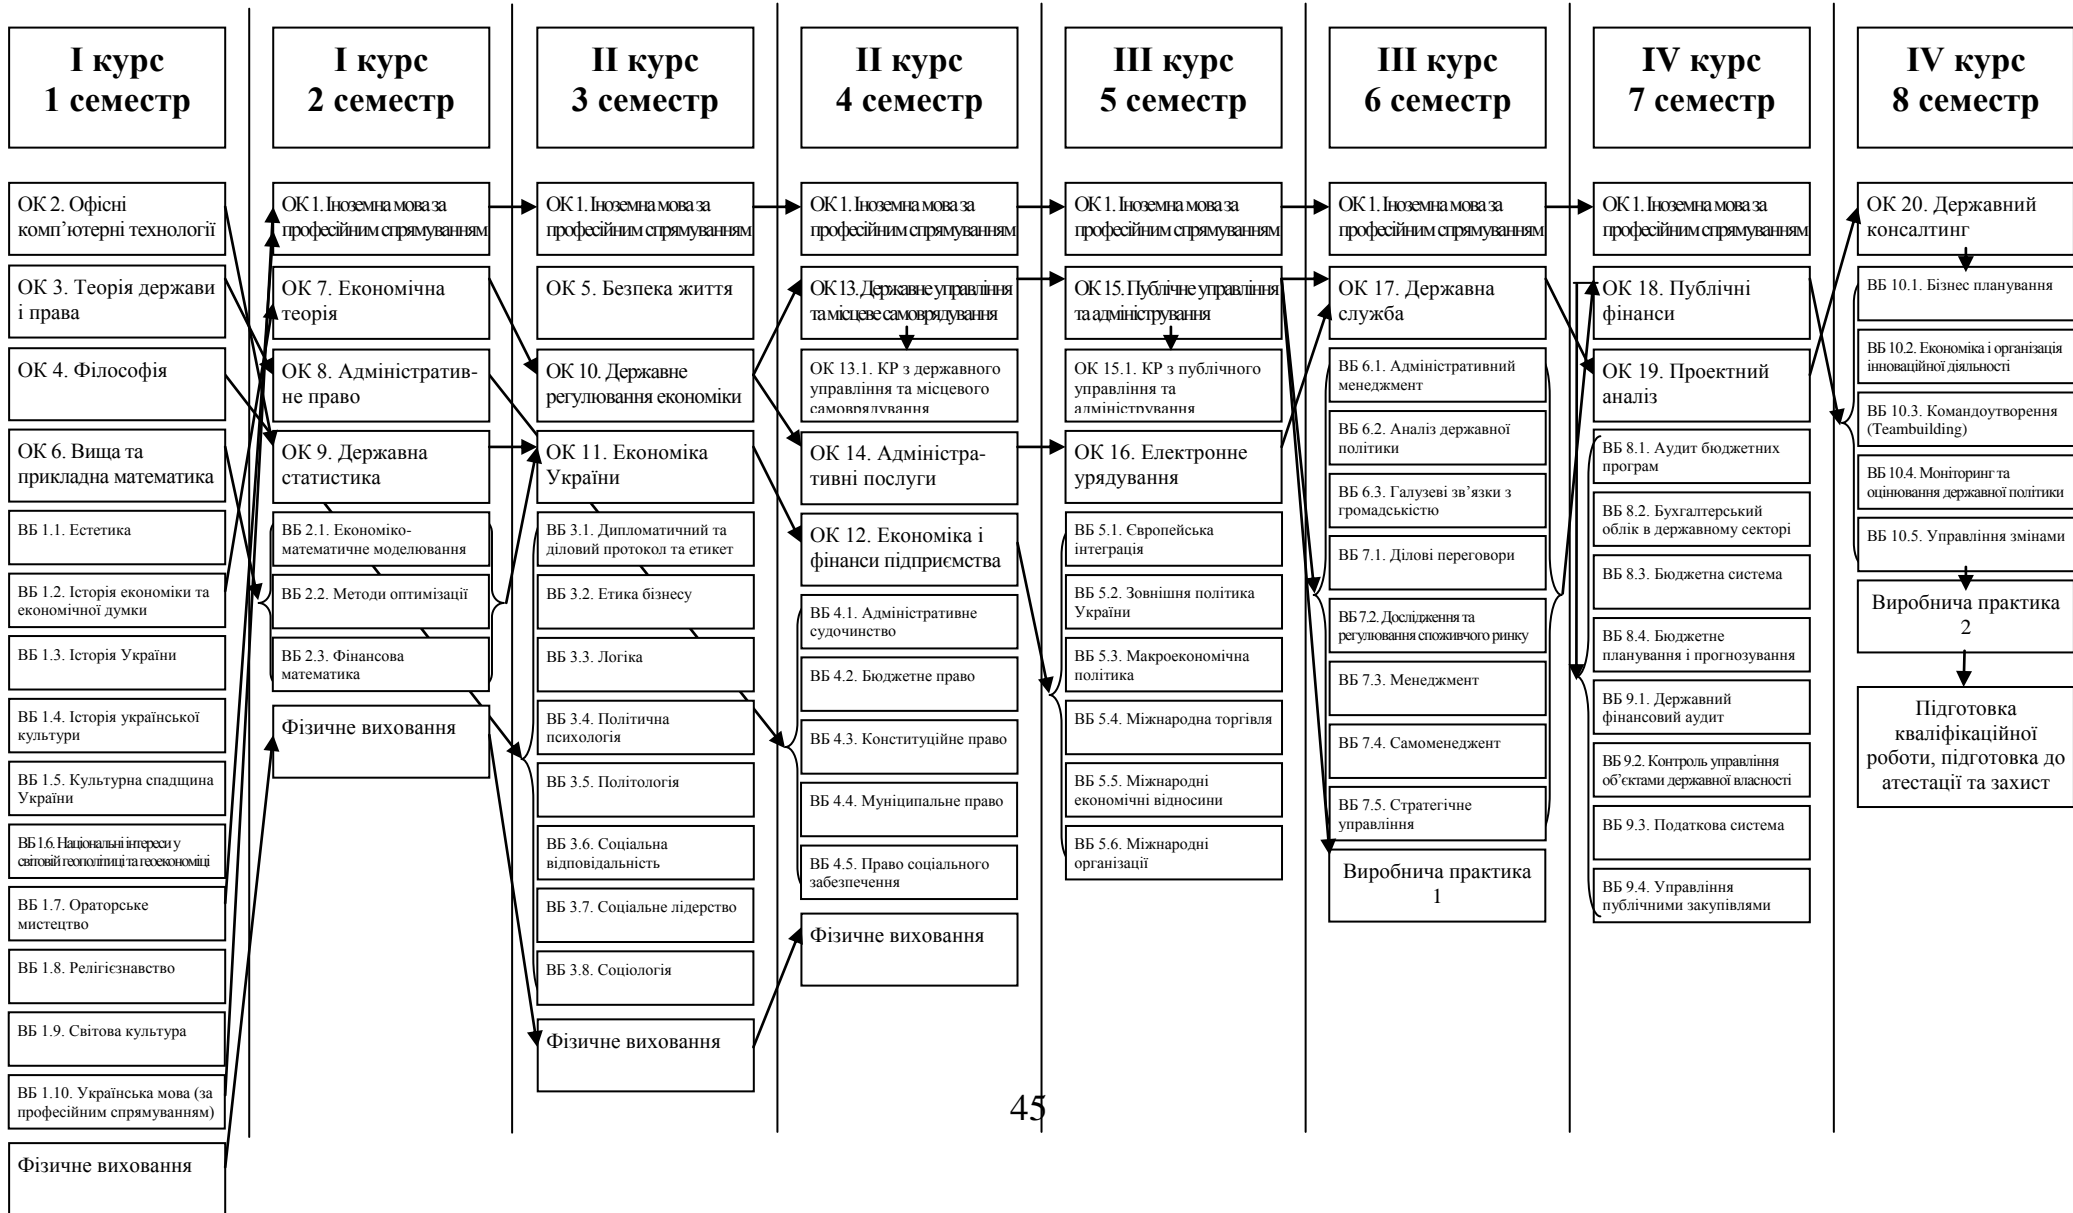 I курс
1 семестр
I курс
2 семестр
II курс
3 семестр
II курс
4 семестр
III курс
5 семестр
III курс
6 семестр
IV курс
7 семестр
IV курс
8 семестр
ОК 2. Офісні
комп’ютерні технології
ОК 3. Теорія держави
і права
ОК 4. Філософія
ОК 6. Вища та
прикладна математика
ВБ 1.1. Естетика
ВБ 1.2. Історія економіки та
економічної думки
ВБ 1.3. Історія України
ВБ 1.4. Історія української
культури
ВБ 1.5. Культурна спадщина
України
ВБ 1.6. Національні інтереси у
світовій геополітиці та геоекономіці
ВБ 1.7. Ораторське
мистецтво
ВБ 1.8. Релігієзнавство
ВБ 1.9. Світова культура
ВБ 1.10. Українська мова (за
професійним спрямуванням)
Фізичне виховання
ОК 1. Іноземна мова за
професійним спрямуванням
ОК 7. Економічна
теорія
ОК 8. Адміністратив-
не право
ОК 9. Державна
статистика
ВБ 2.1. Економіко-
математичне моделювання
ВБ 2.2. Методи оптимізації
ВБ 2.3. Фінансова
математика
Фізичне виховання
ОК 1. Іноземна мова за
професійним спрямуванням
ОК 5. Безпека життя
ОК 10. Державне
регулювання економіки
ОК 11. Економіка
України
ВБ 3.1. Дипломатичний та
діловий протокол та етикет
ВБ 3.2. Етика бізнесу
ВБ 3.3. Логіка
ВБ 3.4. Політична
психологія
ВБ 3.5. Політологія
ВБ 3.6. Соціальна
відповідальність
ВБ 3.7. Соціальне лідерство
ВБ 3.8. Соціологія
Фізичне виховання
ОК 1. Іноземна мова за
професійним спрямуванням
ОК 13. Державне управління
та місцеве самоврядування
ОК 13.1. КР з державного
управління та місцевого
самоврядування
ОК 14. Адміністра-
тивні послуги
ОК 12. Економіка і
фінанси підприємства
ВБ 4.1. Адміністративне
судочинство
ВБ 4.2. Бюджетне право
ВБ 4.3. Конституційне право
ВБ 4.4. Муніципальне право
ВБ 4.5. Право соціального
забезпечення
Фізичне виховання
ОК 1. Іноземна мова за
професійним спрямуванням
ОК 15. Публічне управління
та адміністрування
ОК 15.1. КР з публічного
управління та
адміністрування
ОК 16. Електронне
урядування
ВБ 5.1. Європейська
інтеграція
ВБ 5.2. Зовнішня політика
України
ВБ 5.3. Макроекономічна
політика
ВБ 5.4. Міжнародна торгівля
ВБ 5.5. Міжнародні
економічні відносини
ВБ 5.6. Міжнародні
організації
ОК 1. Іноземна мова за
професійним спрямуванням
ОК 17. Державна
служба
ВБ 6.1. Адміністративний
менеджмент
ВБ 6.2. Аналіз державної
політики
ВБ 6.3. Галузеві зв’язки з
громадськістю
ВБ 7.1. Ділові переговори
ВБ 7.2. Дослідження та
регулювання споживчого ринку
ВБ 7.3. Менеджмент
ВБ 7.4. Самоменеджмент
ВБ 7.5. Стратегічне
управління
Виробнича практика
1
ОК 1. Іноземна мова за
професійним спрямуванням
ОК 18. Публічні
фінанси
ОК 19. Проектний
аналіз
ВБ 8.1. Аудит бюджетних
програм
ВБ 8.2. Бухгалтерський
облік в державному секторі
ВБ 8.3. Бюджетна система
ВБ 8.4. Бюджетне
планування і прогнозування
ВБ 9.1. Державний
фінансовий аудит
ВБ 9.2. Контроль управління
об’єктами державної власності
ВБ 9.3. Податкова система
ВБ 9.4. Управління
публічними закупівлями
ОК 20. Державний
консалтинг
ВБ 10.1. Бізнес планування
ВБ 10.2. Економіка і організація
інноваційної діяльності
ВБ 10.3. Командоутворення
(Teambuilding)
ВБ 10.4. Моніторинг та
оцінювання державної політики
ВБ 10.5. Управління змінами
Виробнича практика
2
Підготовка
кваліфікаційної
роботи, підготовка до
атестації та захист
45